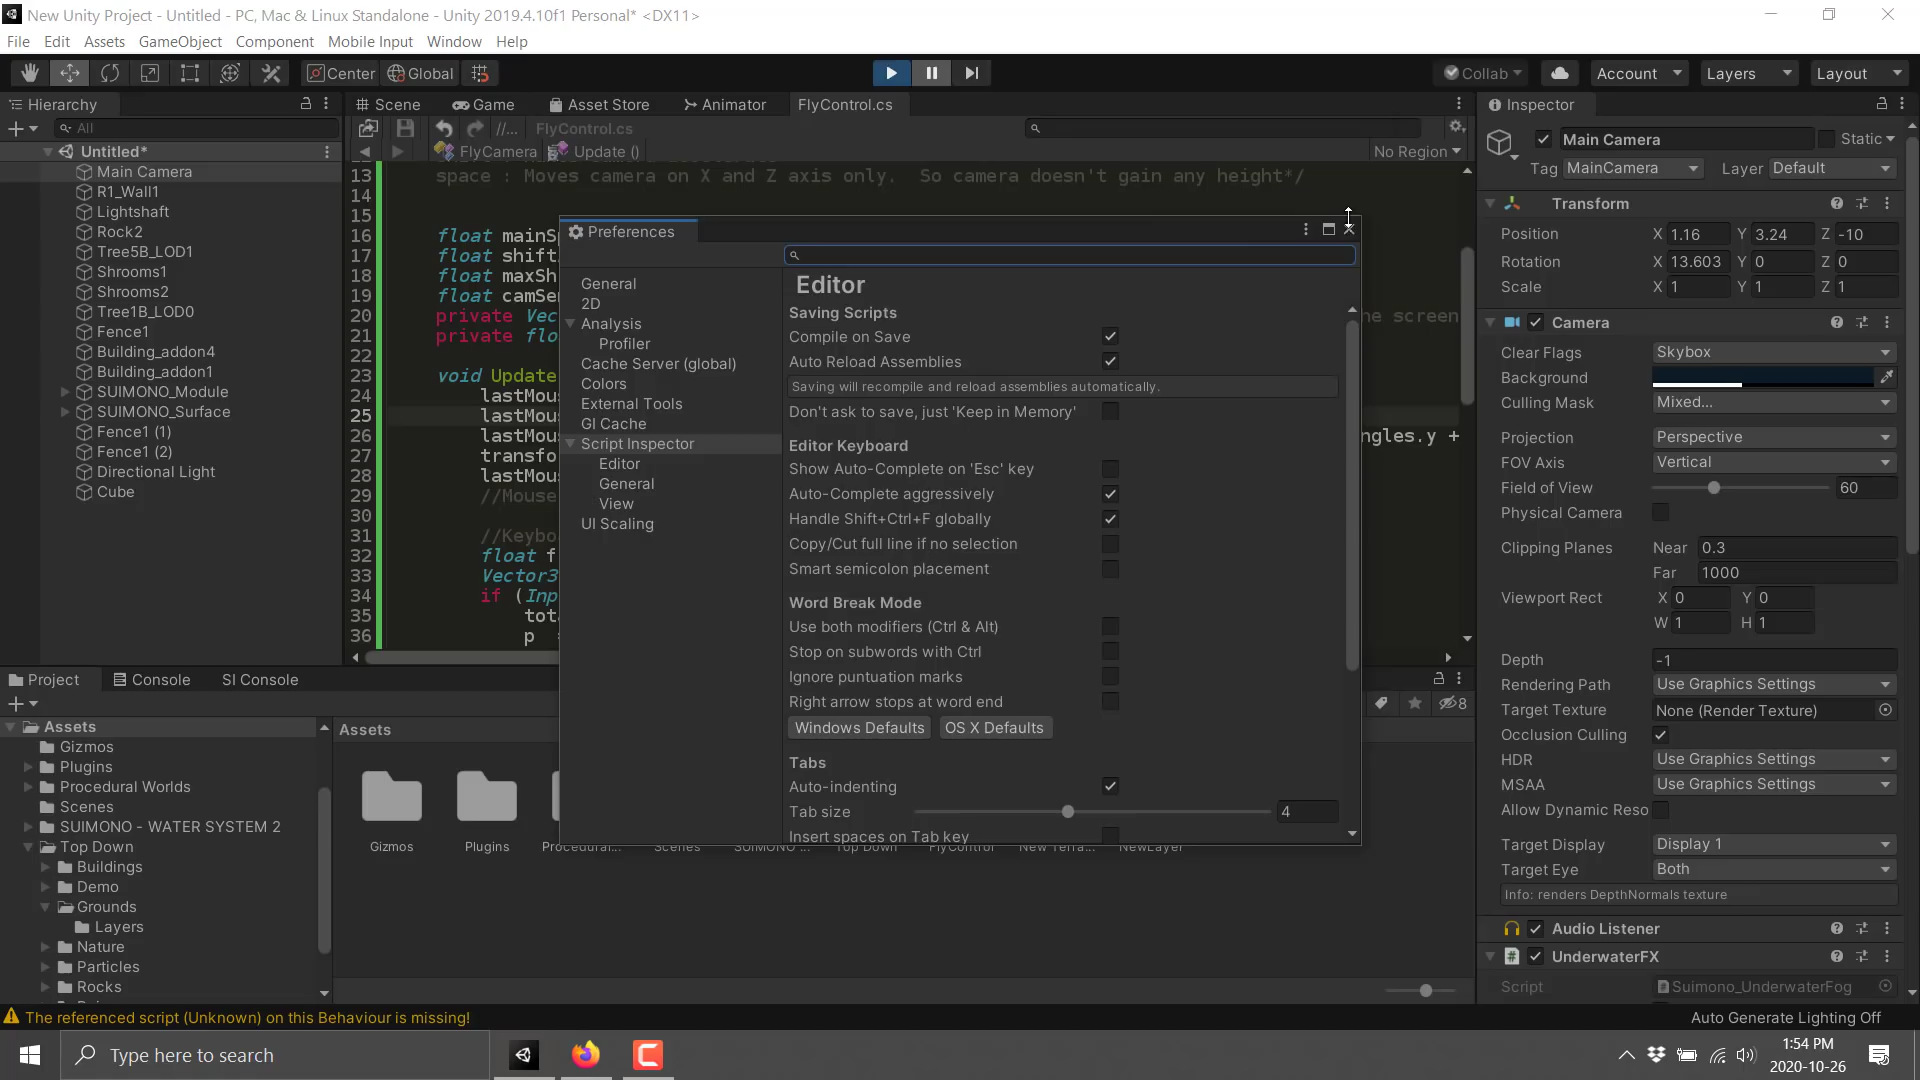 New Unity Project - Untitled - PC, Mac & Linux Standalone - Unity 2019.4.10f1 Personal* <DX11>
File Edit Assets GameObject Component Mobile Input Window Help
Center Global Collab Account Layers Layout
Hierarchy
All
Untitled*
Main Camera
R1_Wall1
Lightshaft
Rock2
Tree5B_LOD1
Shrooms1
Shrooms2
Tree1B_LOD0
Fence1
Building_addon4
Building_addon1
SUIMONO_Module
SUIMONO_Surface
Fence1 (1)
Fence1 (2)
Directional Light
Cube
Scene Game Asset Store Animator FlyControl.cs
//... FlyControl.cs
FlyCamera Update () No Region
13 space : Moves camera on X and Z axis only. So camera doesn't gain any height*/
14
15
16 float mainSp
17 float shift
18 float maxSh
19 float camSe
20 private Vec he screen
21 private flo
22
23 void Update
24 lastMou
25 lastMou
26 lastMou ngles.y +
27 transfo
28 lastMou
29 //Mouse
30
31 //Keybo
32 float f
33 Vector3
34 if (Inp
35 tota
36 p
Preferences
General
2D
Analysis
Profiler
Cache Server (global)
Colors
External Tools
GI Cache
Script Inspector
Editor
General
View
UI Scaling
Editor
Saving Scripts
Compile on Save
Auto Reload Assemblies
Saving will recompile and reload assemblies automatically.
Don't ask to save, just 'Keep in Memory'
Editor Keyboard
Show Auto-Complete on 'Esc' key
Auto-Complete aggressively
Handle Shift+Ctrl+F globally
Copy/Cut full line if no selection
Smart semicolon placement
Word Break Mode
Use both modifiers (Ctrl & Alt)
Stop on subwords with Ctrl
Ignore puntuation marks
Right arrow stops at word end
Windows Defaults OS X Defaults
Tabs
Auto-indenting
Tab size 4
Insert spaces on Tab key
Inspector
Main Camera Static
Tag MainCamera Layer Default
Transform
Position X 1.16 Y 3.24 Z -10
Rotation X 13.603 Y 0 Z 0
Scale X 1 Y 1 Z 1
Camera
Clear Flags Skybox
Background
Culling Mask Mixed...
Projection Perspective
FOV Axis Vertical
Field of View 60
Physical Camera
Clipping Planes Near 0.3
Far 1000
Viewport Rect X 0 Y 0
W 1 H 1
Depth -1
Rendering Path Use Graphics Settings
Target Texture None (Render Texture)
Occlusion Culling
HDR Use Graphics Settings
MSAA Use Graphics Settings
Allow Dynamic Reso
Target Display Display 1
Target Eye Both
Info: renders DepthNormals texture
Audio Listener
UnderwaterFX
Script Suimono_UnderwaterFog
Project Console SI Console
8
Assets
Gizmos
Plugins
Procedural Worlds
Scenes
SUIMONO - WATER SYSTEM 2
Top Down
Buildings
Demo
Grounds
Layers
Nature
Particles
Rocks
Assets
Gizmos Plugins Procedural... Scenes SUIMONO ... Top Down FlyControl New Terra... NewLayer
The referenced script (Unknown) on this Behaviour is missing! Auto Generate Lighting Off
Type here to search
1:54 PM
2020-10-26